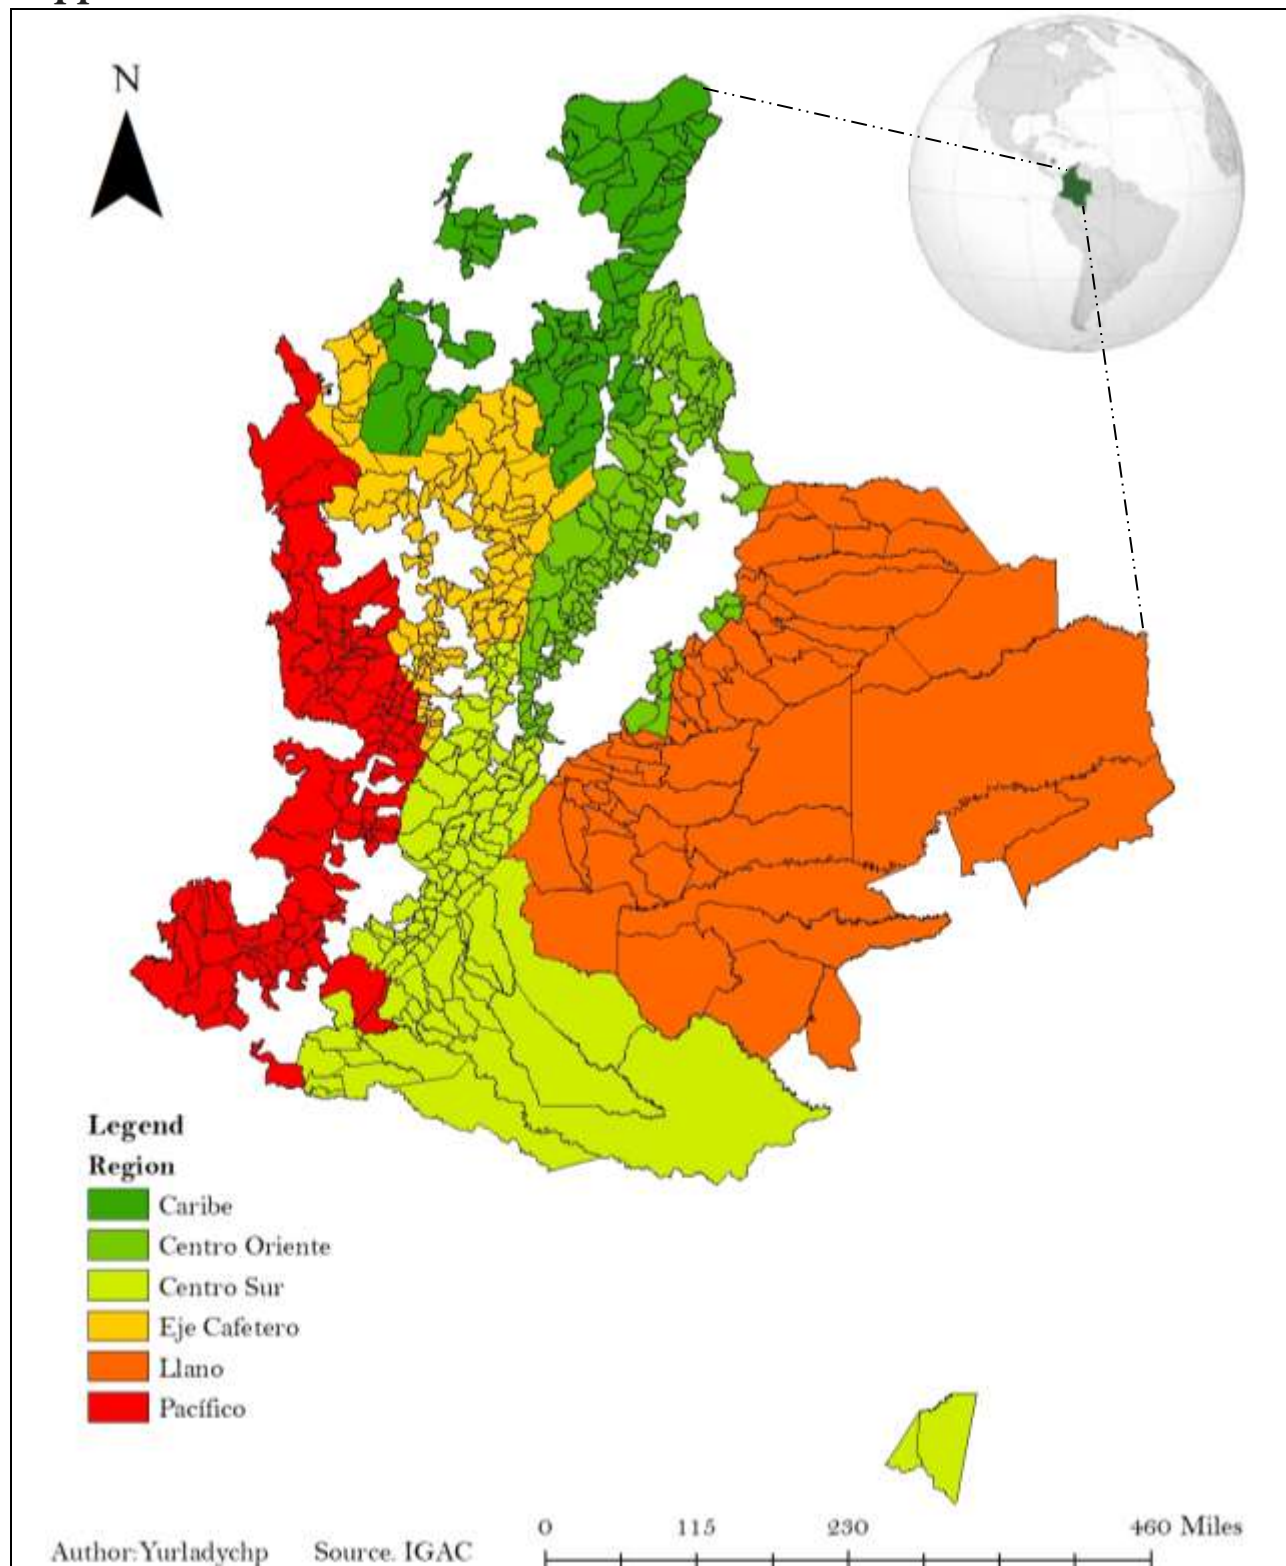 N
Legend
Region
Caribe
Centro Oriente
Centro Sur
Eje Cafetero
Llano
Pacífico
0 115 230 460 Miles
Author:Yurladychp Source. IGAC